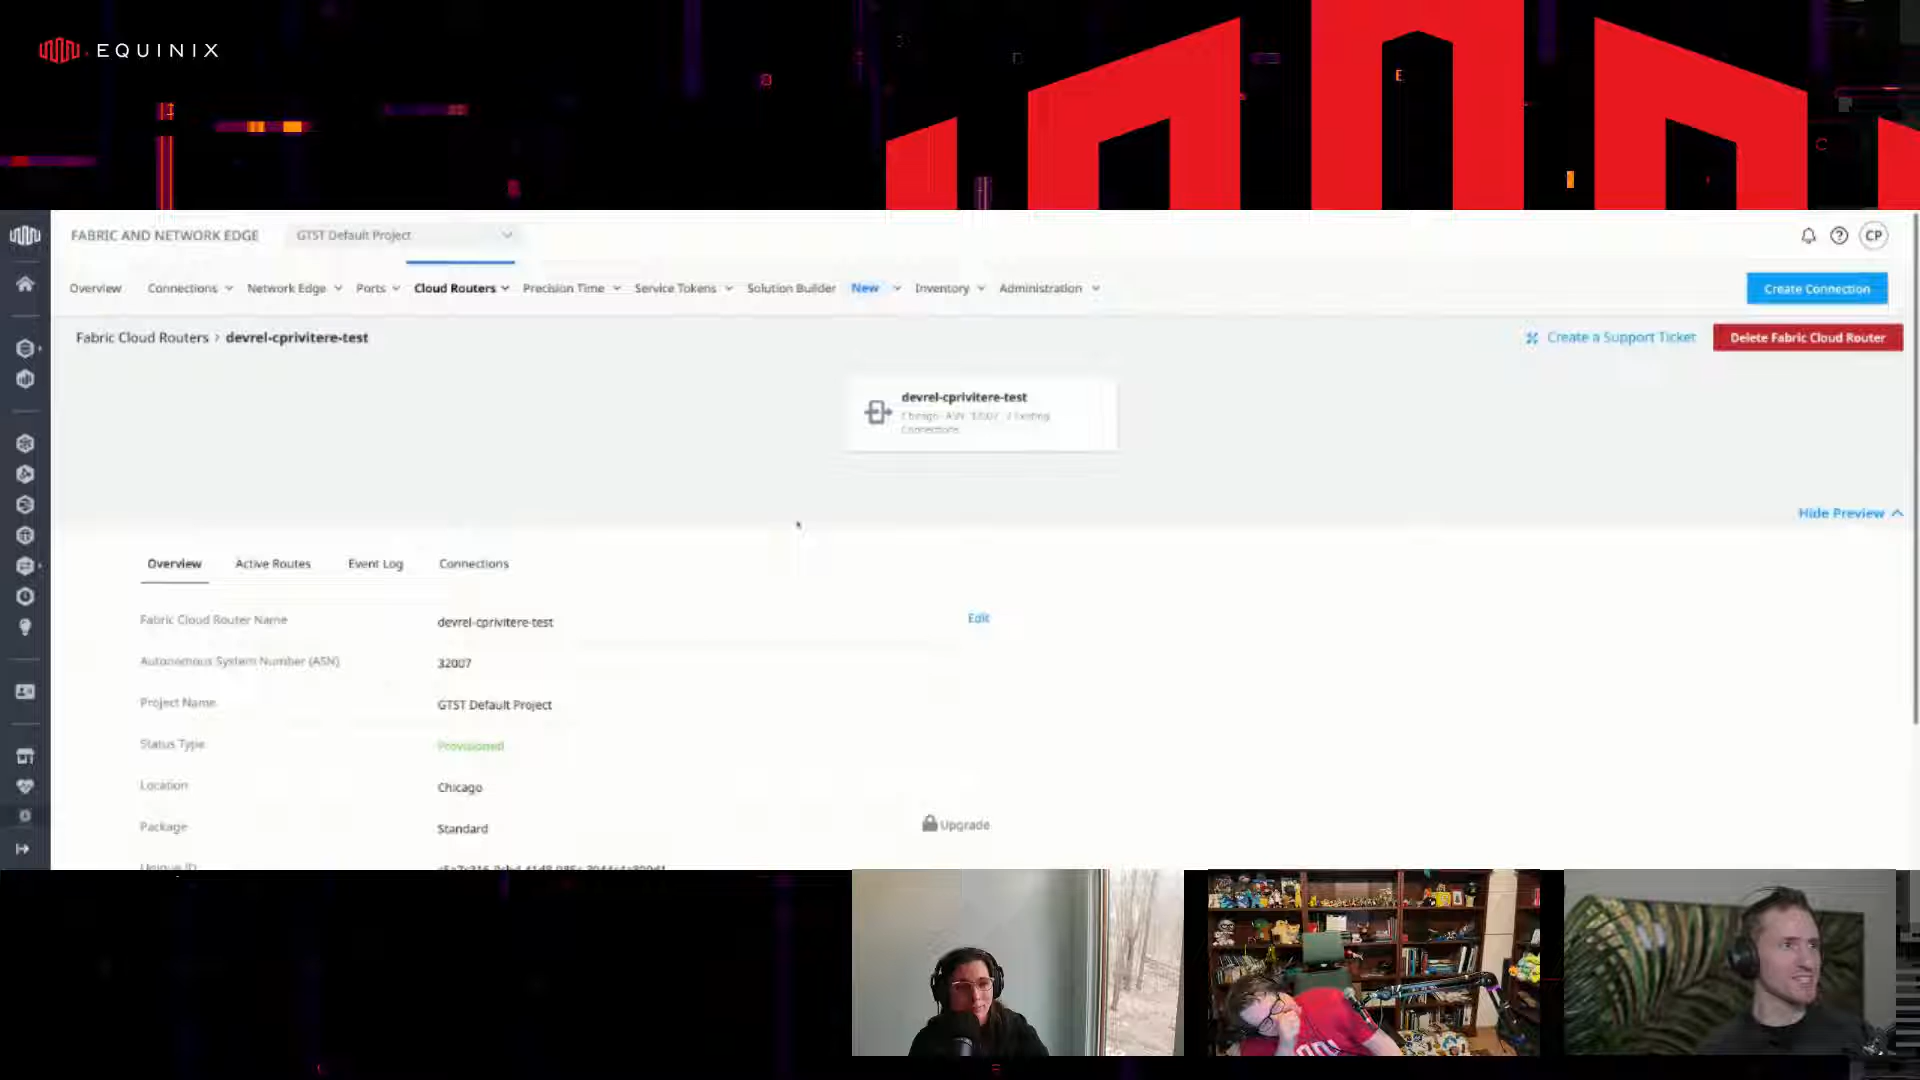 EQUINIX
FABRIC AND NETWORK EDGE
GTST Default Project
CP
Overview
Connections
Network Edge
Ports
Cloud Routers
Precision Time
Service Tokens
Solution Builder
New
Inventory
Administration
Create Connection
Fabric Cloud Routers > devrel-cprivitere-test
Create a Support Ticket
Delete Fabric Cloud Router
devrel-cprivitere-test
Chicago
Connections
Hide Preview
Overview
Active Routes
Event Log
Connections
Fabric Cloud Router Name
devrel-cprivitere-test
Edit
Autonomous System Number (ASN)
32007
Project Name
GTST Default Project
Status Type
Provisioned
Location
Chicago
Package
Standard
Upgrade
Unique ID